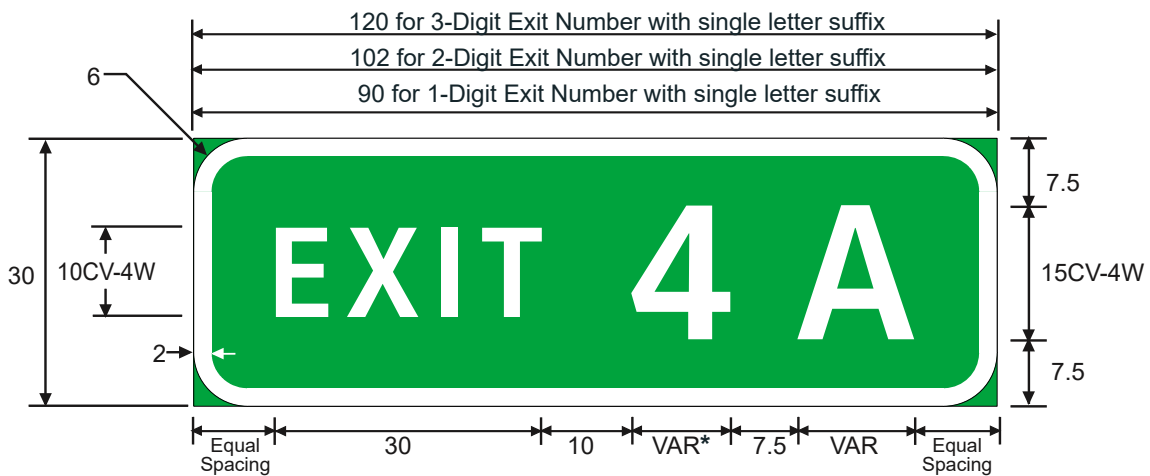 120 for 3-Digit Exit Number with single letter suffix
102 for 2-Digit Exit Number with single letter suffix
90 for 1-Digit Exit Number with single letter suffix
6
7.5
30
10CV-4W
EXIT 4 A
15CV-4W
2
7.5
Equal
Spacing
30
10
VAR*
7.5
VAR
Equal
Spacing